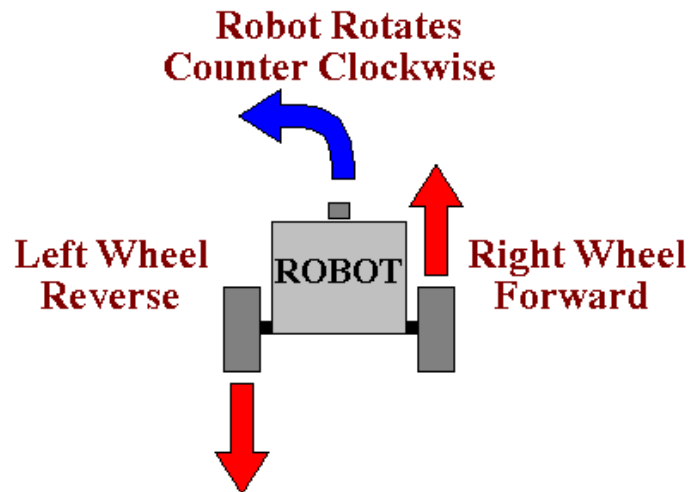 Robot Rotates
Counter Clockwise
Left Wheel
Reverse
ROBOT
Right Wheel
Forward